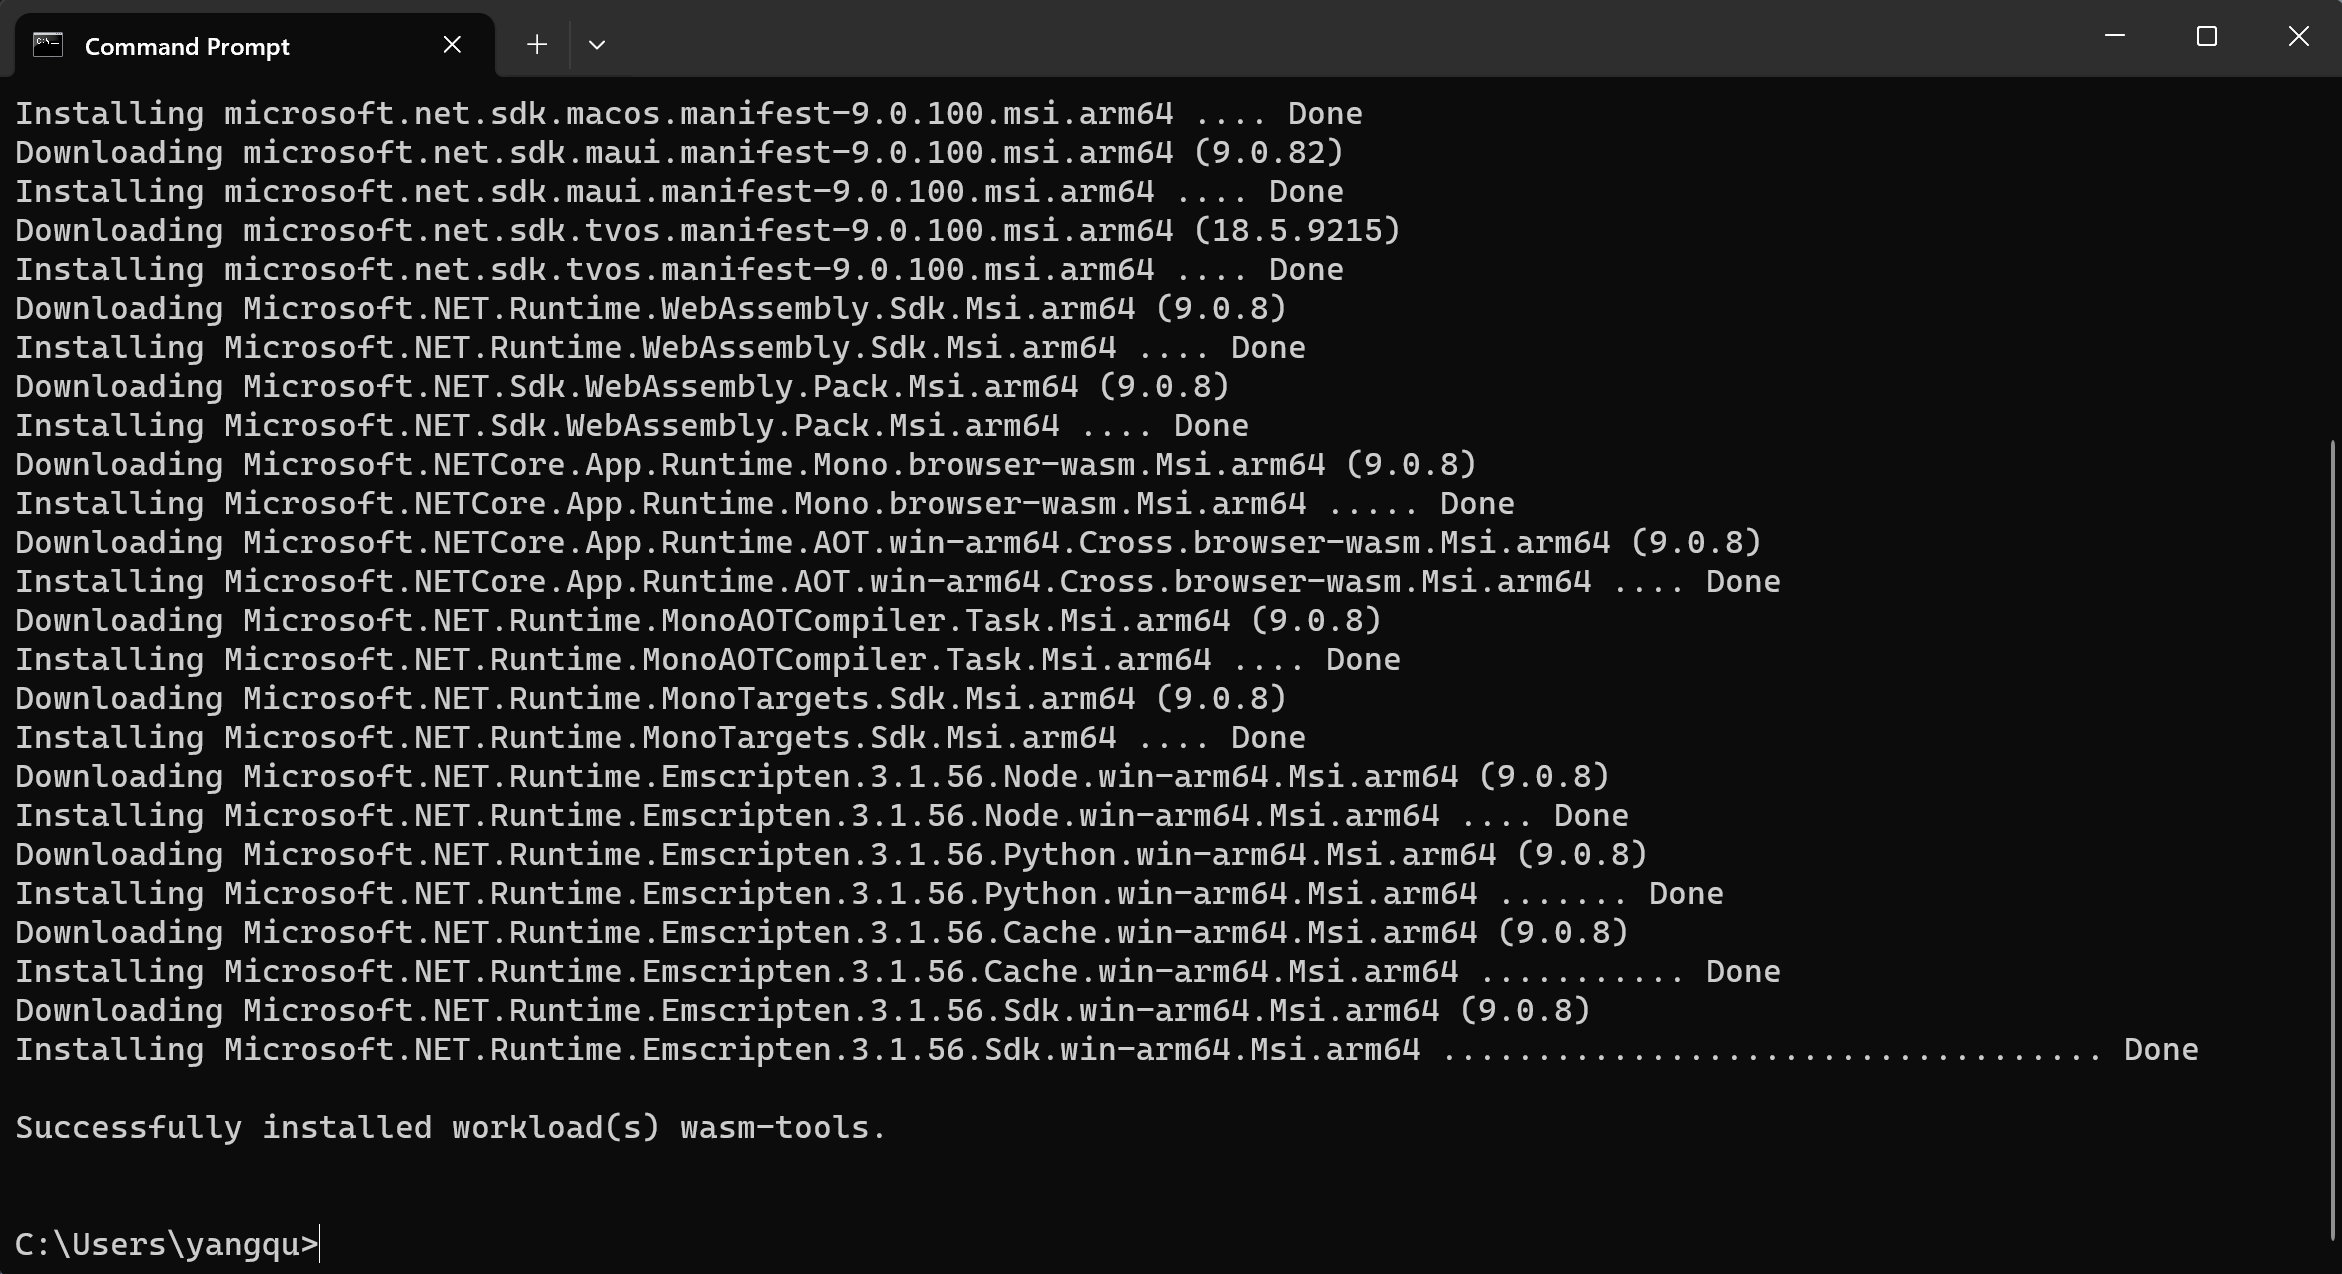 Command Prompt
Installing microsoft.net.sdk.macos.manifest-9.0.100.msi.arm64 .... Done
Downloading microsoft.net.sdk.maui.manifest-9.0.100.msi.arm64 (9.0.82)
Installing microsoft.net.sdk.maui.manifest-9.0.100.msi.arm64 .... Done
Downloading microsoft.net.sdk.tvos.manifest-9.0.100.msi.arm64 (18.5.9215)
Installing microsoft.net.sdk.tvos.manifest-9.0.100.msi.arm64 .... Done
Downloading Microsoft.NET.Runtime.WebAssembly.Sdk.Msi.arm64 (9.0.8)
Installing Microsoft.NET.Runtime.WebAssembly.Sdk.Msi.arm64 .... Done
Downloading Microsoft.NET.Sdk.WebAssembly.Pack.Msi.arm64 (9.0.8)
Installing Microsoft.NET.Sdk.WebAssembly.Pack.Msi.arm64 .... Done
Downloading Microsoft.NETCore.App.Runtime.Mono.browser-wasm.Msi.arm64 (9.0.8)
Installing Microsoft.NETCore.App.Runtime.Mono.browser-wasm.Msi.arm64 ..... Done
Downloading Microsoft.NETCore.App.Runtime.AOT.win-arm64.Cross.browser-wasm.Msi.arm64 (9.0.8)
Installing Microsoft.NETCore.App.Runtime.AOT.win-arm64.Cross.browser-wasm.Msi.arm64 .... Done
Downloading Microsoft.NET.Runtime.MonoAOTCompiler.Task.Msi.arm64 (9.0.8)
Installing Microsoft.NET.Runtime.MonoAOTCompiler.Task.Msi.arm64 .... Done
Downloading Microsoft.NET.Runtime.MonoTargets.Sdk.Msi.arm64 (9.0.8)
Installing Microsoft.NET.Runtime.MonoTargets.Sdk.Msi.arm64 .... Done
Downloading Microsoft.NET.Runtime.Emscripten.3.1.56.Node.win-arm64.Msi.arm64 (9.0.8)
Installing Microsoft.NET.Runtime.Emscripten.3.1.56.Node.win-arm64.Msi.arm64 .... Done
Downloading Microsoft.NET.Runtime.Emscripten.3.1.56.Python.win-arm64.Msi.arm64 (9.0.8)
Installing Microsoft.NET.Runtime.Emscripten.3.1.56.Python.win-arm64.Msi.arm64 ....... Done
Downloading Microsoft.NET.Runtime.Emscripten.3.1.56.Cache.win-arm64.Msi.arm64 (9.0.8)
Installing Microsoft.NET.Runtime.Emscripten.3.1.56.Cache.win-arm64.Msi.arm64 ........... Done
Downloading Microsoft.NET.Runtime.Emscripten.3.1.56.Sdk.win-arm64.Msi.arm64 (9.0.8)
Installing Microsoft.NET.Runtime.Emscripten.3.1.56.Sdk.win-arm64.Msi.arm64 ................................... Done
Successfully installed workload(s) wasm-tools.
C:\Users\yangqu>